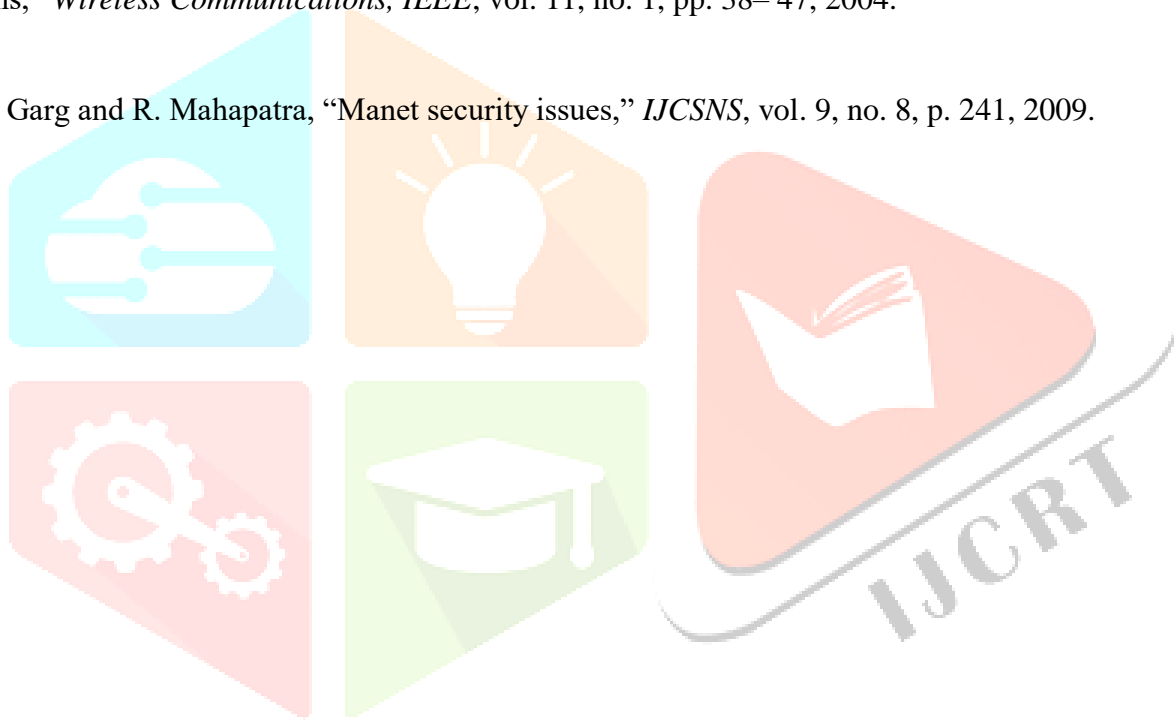 ns," Wireless Communications, IEEE, vol. 11, no. 1, pp. 38– 47, 2004.
Garg and R. Mahapatra, “Manet security issues,” IJCSNS, vol. 9, no. 8, p. 241, 2009.
IJCRT